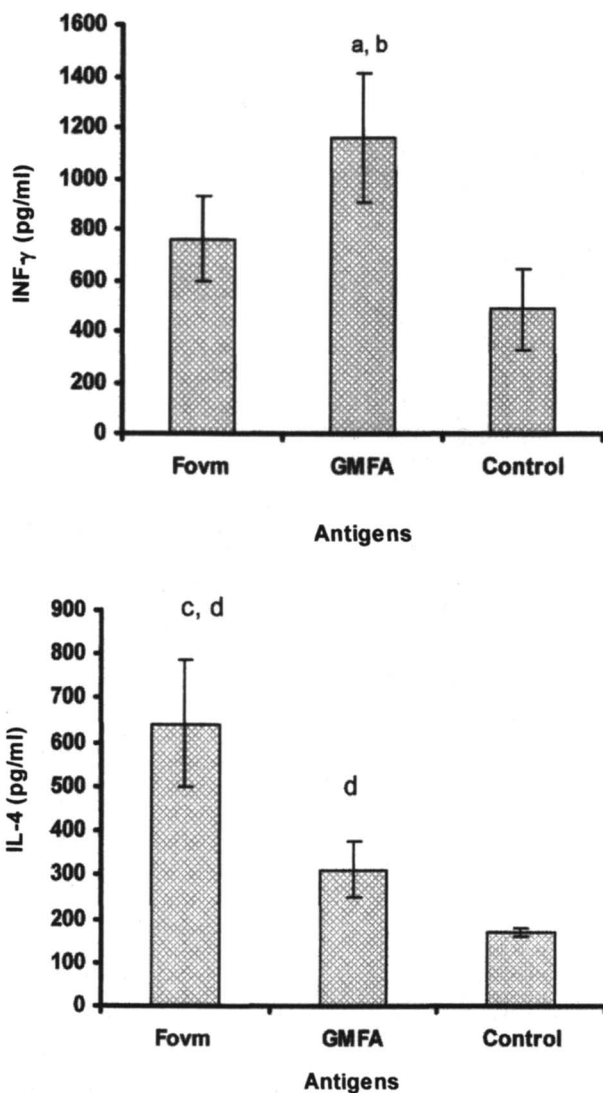 1600
1400
1200
1000
800
600
400
200
0
INFγ (pg/ml)
a, b
Fovm GMFA Control
Antigens
900
800
700
600
500
400
300
200
100
0
IL-4 (pg/ml)
c, d
d
Fovm GMFA Control
Antigens